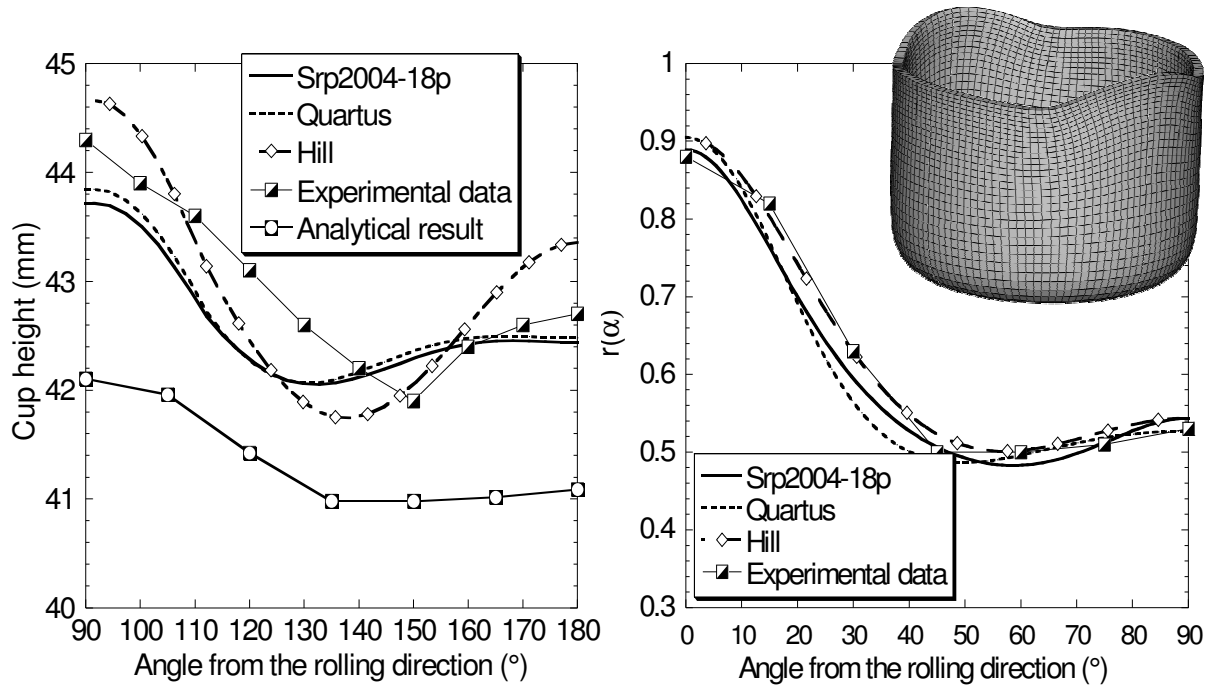 45
44
43
42
41
40
Cup height (mm)
Srp2004-18p
Quartus
Hill
Experimental data
Analytical result
90 100 110 120 130 140 150 160 170 180
Angle from the rolling direction (°)
1
0.9
0.8
0.7
0.6
0.5
0.4
0.3
r(α)
Srp2004-18p
Quartus
Hill
Experimental data
0 10 20 30 40 50 60 70 80 90
Angle from the rolling direction (°)